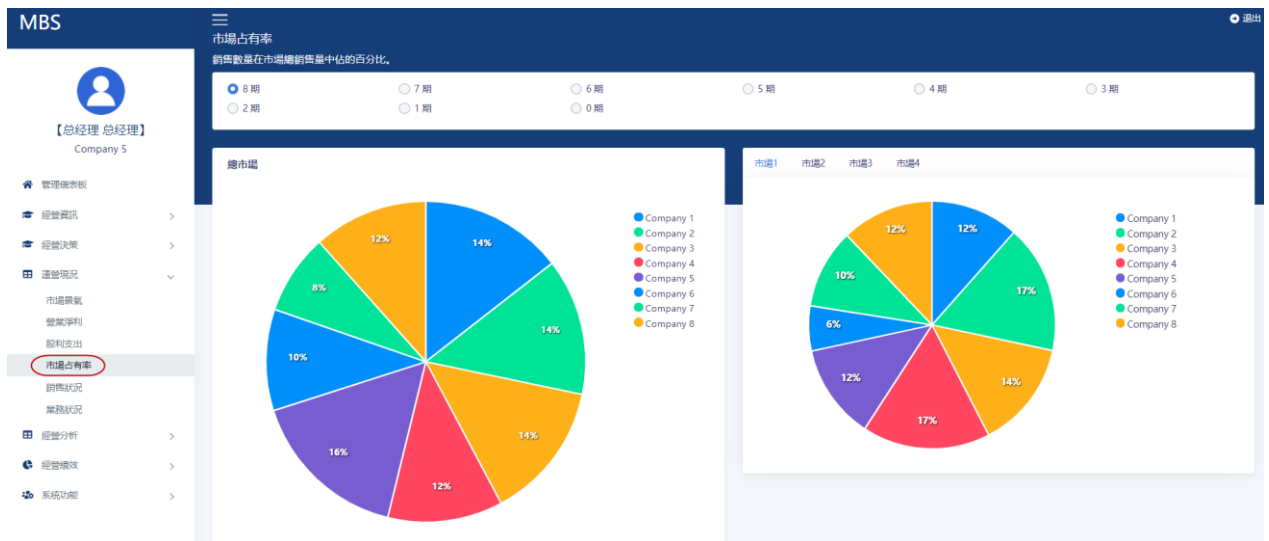 MBS
退出
市場占有率
銷售數量在市場總銷售量中佔的百分比。
8 期
7 期
6 期
5 期
4 期
3 期
2 期
1 期
0 期
【总经理 总经理】
Company 5
管理儀表板
經營資訊
經營決策
運營現況
市場景氣
營業淨利
股利支出
市場占有率
銷售狀況
業務狀況
經營分析
經營績效
系統功能
總市場
14%
14%
14%
12%
16%
10%
8%
12%
Company 1
Company 2
Company 3
Company 4
Company 5
Company 6
Company 7
Company 8
市場1 市場2 市場3 市場4
12%
17%
14%
17%
12%
6%
10%
12%
Company 1
Company 2
Company 3
Company 4
Company 5
Company 6
Company 7
Company 8